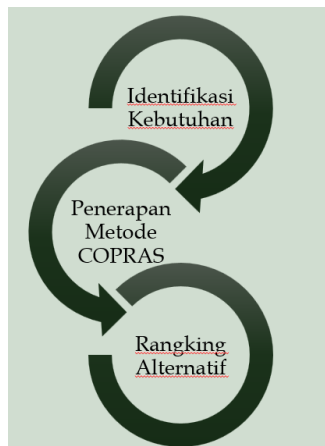 Identifikasi
Kebutuhan
Penerapan
Metode
COPRAS
Rangking
Alternatif